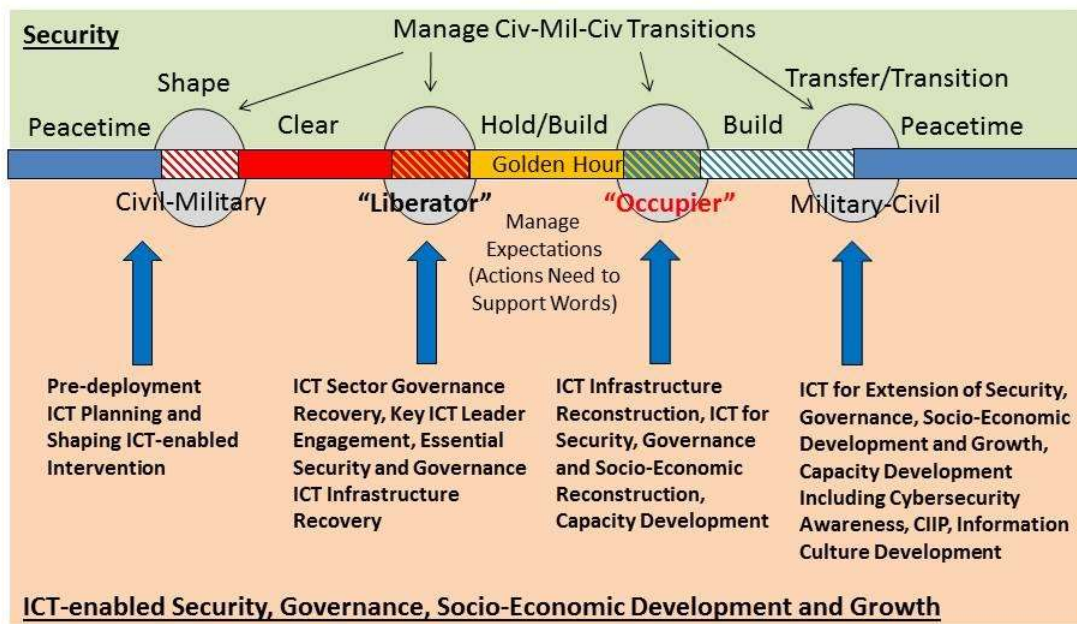 Security
Manage Civ-Mil-Civ Transitions
Shape
Transfer/Transition
Peacetime
Clear
Hold/Build
Build
Peacetime
Golden Hour
Civil-Military
“Liberator”
“Occupier”
Military-Civil
Manage
Expectations
(Actions Need to
Support Words)
Pre-deployment
ICT Planning and
Shaping ICT-enabled
Intervention
ICT Sector Governance
Recovery, Key ICT Leader
Engagement, Essential
Security and Governance
ICT Infrastructure
Recovery
ICT Infrastructure
Reconstruction, ICT for
Security, Governance
and Socio-Economic
Reconstruction,
Capacity Development
ICT for Extension of Security,
Governance, Socio-Economic
Development and Growth,
Capacity Development
Including Cybersecurity
Awareness, CIIP, Information
Culture Development
ICT-enabled Security, Governance, Socio-Economic Development and Growth